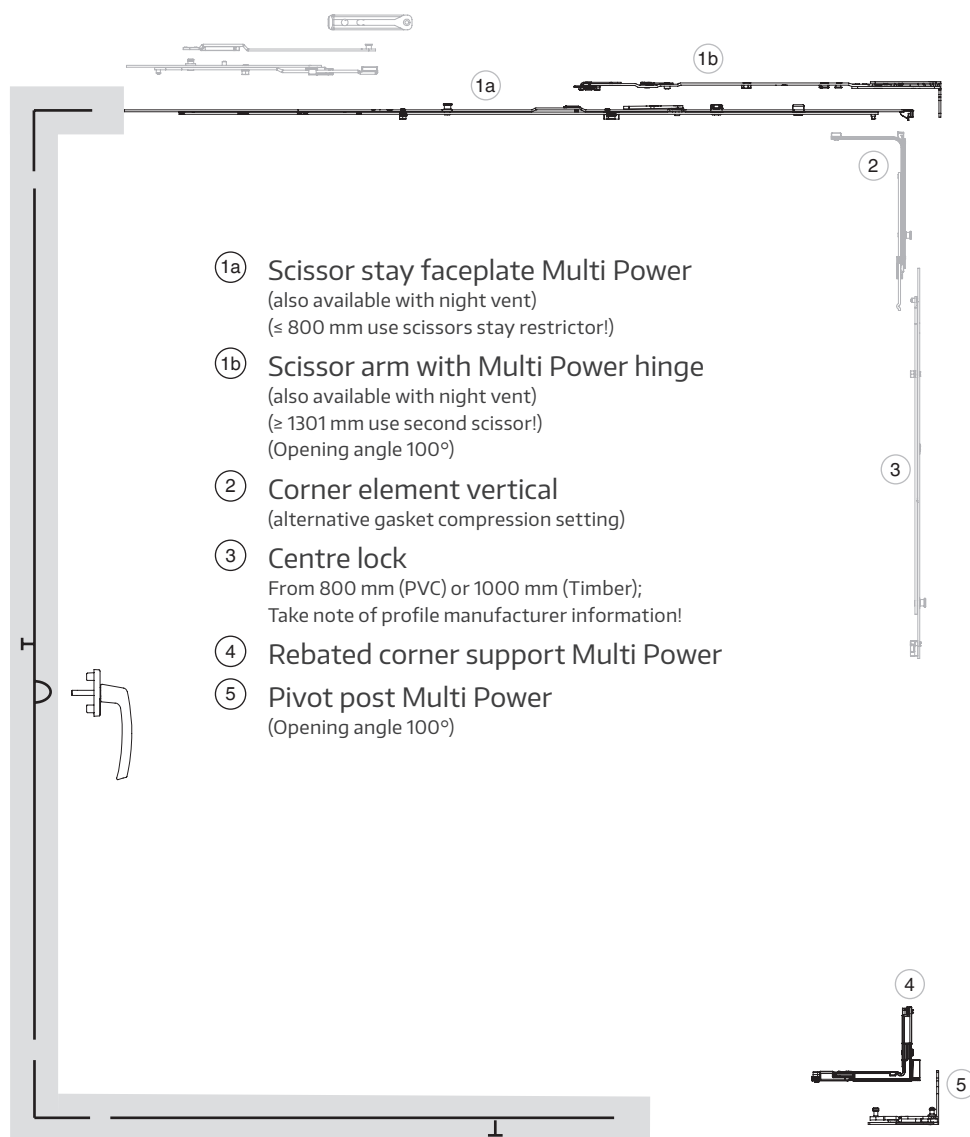 1b
1a
2
1a Scissor stay faceplate Multi Power
(also available with night vent)
(≤ 800 mm use scissors stay restrictor!)
1b Scissor arm with Multi Power hinge
(also available with night vent)
(≥ 1301 mm use second scissor!)
(Opening angle 100°)
3
2 Corner element vertical
(alternative gasket compression setting)
3 Centre lock
From 800 mm (PVC) or 1000 mm (Timber);
Take note of profile manufacturer information!
4 Rebated corner support Multi Power
5 Pivot post Multi Power
(Opening angle 100°)
4
5